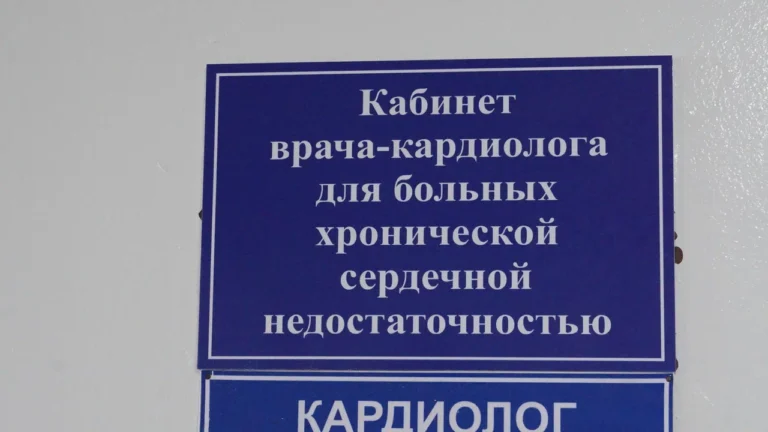 Кабинет
врача-кардиолога
для больных
хронической
сердечной
недостаточностью
КАРДИОЛОГ